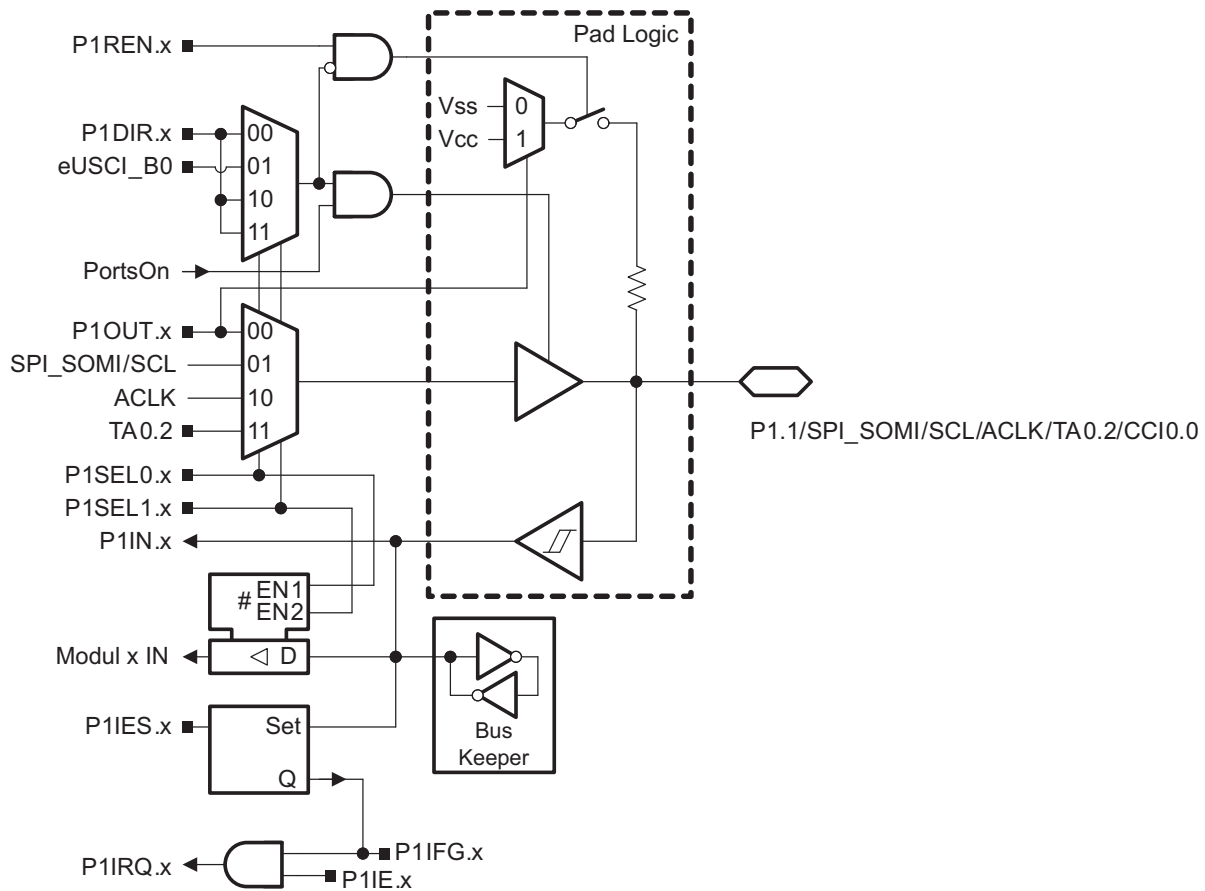 Pad Logic
P1REN.x
Vss
0
Vcc
1
P1DIR.x
00
eUSCI_B0
01
10
11
PortsOn
P1OUT.x
00
SPI_SOMI/SCL
01
ACLK
10
TA0.2
11
P1.1/SPI_SOMI/SCL/ACLK/TA0.2/CCI0.0
P1SEL0.x
P1SEL1.x
P1IN.x
EN1
#
EN2
Modul x IN
D
P1IES.x
Set
Q
Bus
Keeper
P1IRQ.x
P1IFG.x
P1IE.x